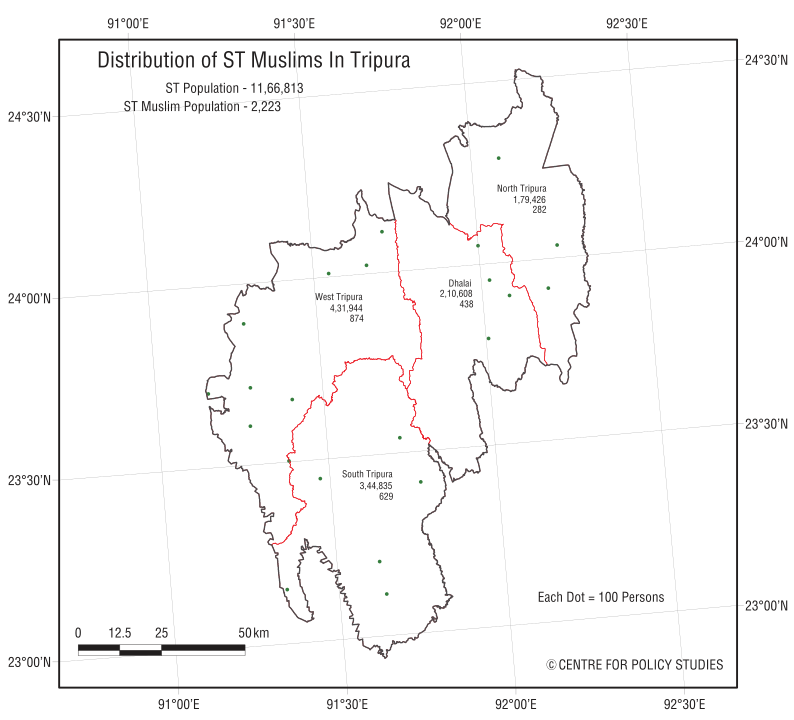 91°00'E 91°30'E 92°00'E 92°30'E
Distribution of ST Muslims In Tripura
24°30'N
ST Population - 11,66,813
ST Muslim Population - 2,223
24°30'N
North Tripura
1,79,426
282
24°00'N
Dhalai
2,10,608
438
West Tripura
4,31,944
874
24°00'N
23°30'N
South Tripura
3,44,835
629
23°30'N
Each Dot = 100 Persons
23°00'N
0 12.5 25 50 km
23°00'N
© CENTRE FOR POLICY STUDIES
91°00'E 91°30'E 92°00'E 92°30'E